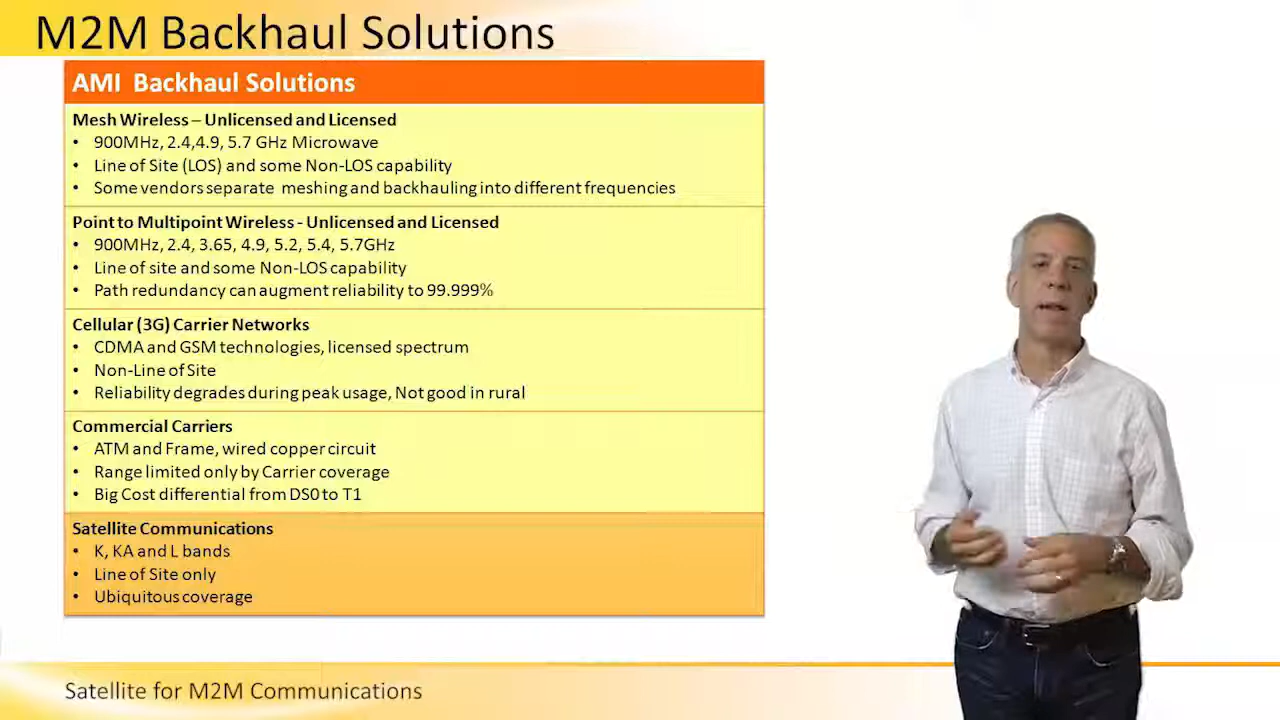 M2M Backhaul Solutions
AMI Backhaul Solutions
Mesh Wireless – Unlicensed and Licensed
• 900MHz, 2.4,4.9, 5.7 GHz Microwave
• Line of Site (LOS) and some Non-LOS capability
• Some vendors separate meshing and backhauling into different frequencies
Point to Multipoint Wireless - Unlicensed and Licensed
• 900MHz, 2.4, 3.65, 4.9, 5.2, 5.4, 5.7GHz
• Line of site and some Non-LOS capability
• Path redundancy can augment reliability to 99.999%
Cellular (3G) Carrier Networks
• CDMA and GSM technologies, licensed spectrum
• Non-Line of Site
• Reliability degrades during peak usage, Not good in rural
Commercial Carriers
• ATM and Frame, wired copper circuit
• Range limited only by Carrier coverage
• Big Cost differential from DS0 to T1
Satellite Communications
• K, KA and L bands
• Line of Site only
• Ubiquitous coverage
Satellite for M2M Communications